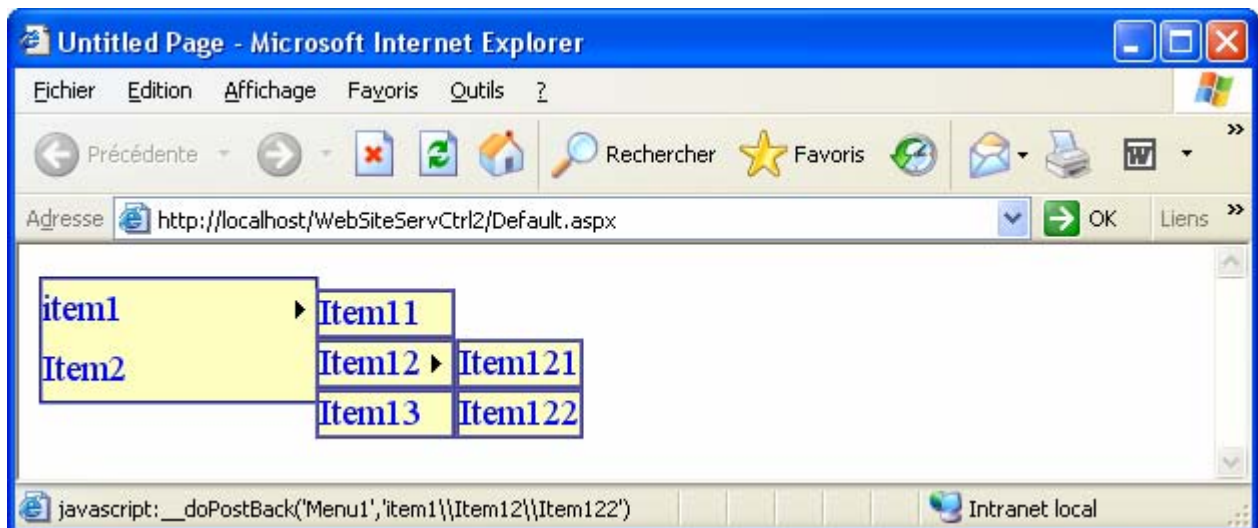 Untitled Page - Microsoft Internet Explorer
Fichier Edition Affichage Favoris Outils ?
Précédente Rechercher Favoris W »
Adresse http://localhost/WebSiteServCtrl2/Default.aspx OK Liens »
item1 Item11
Item2 Item12 Item121
Item13 Item122
javascript:__doPostBack('Menu1','item1\\Item12\\Item122') Intranet local